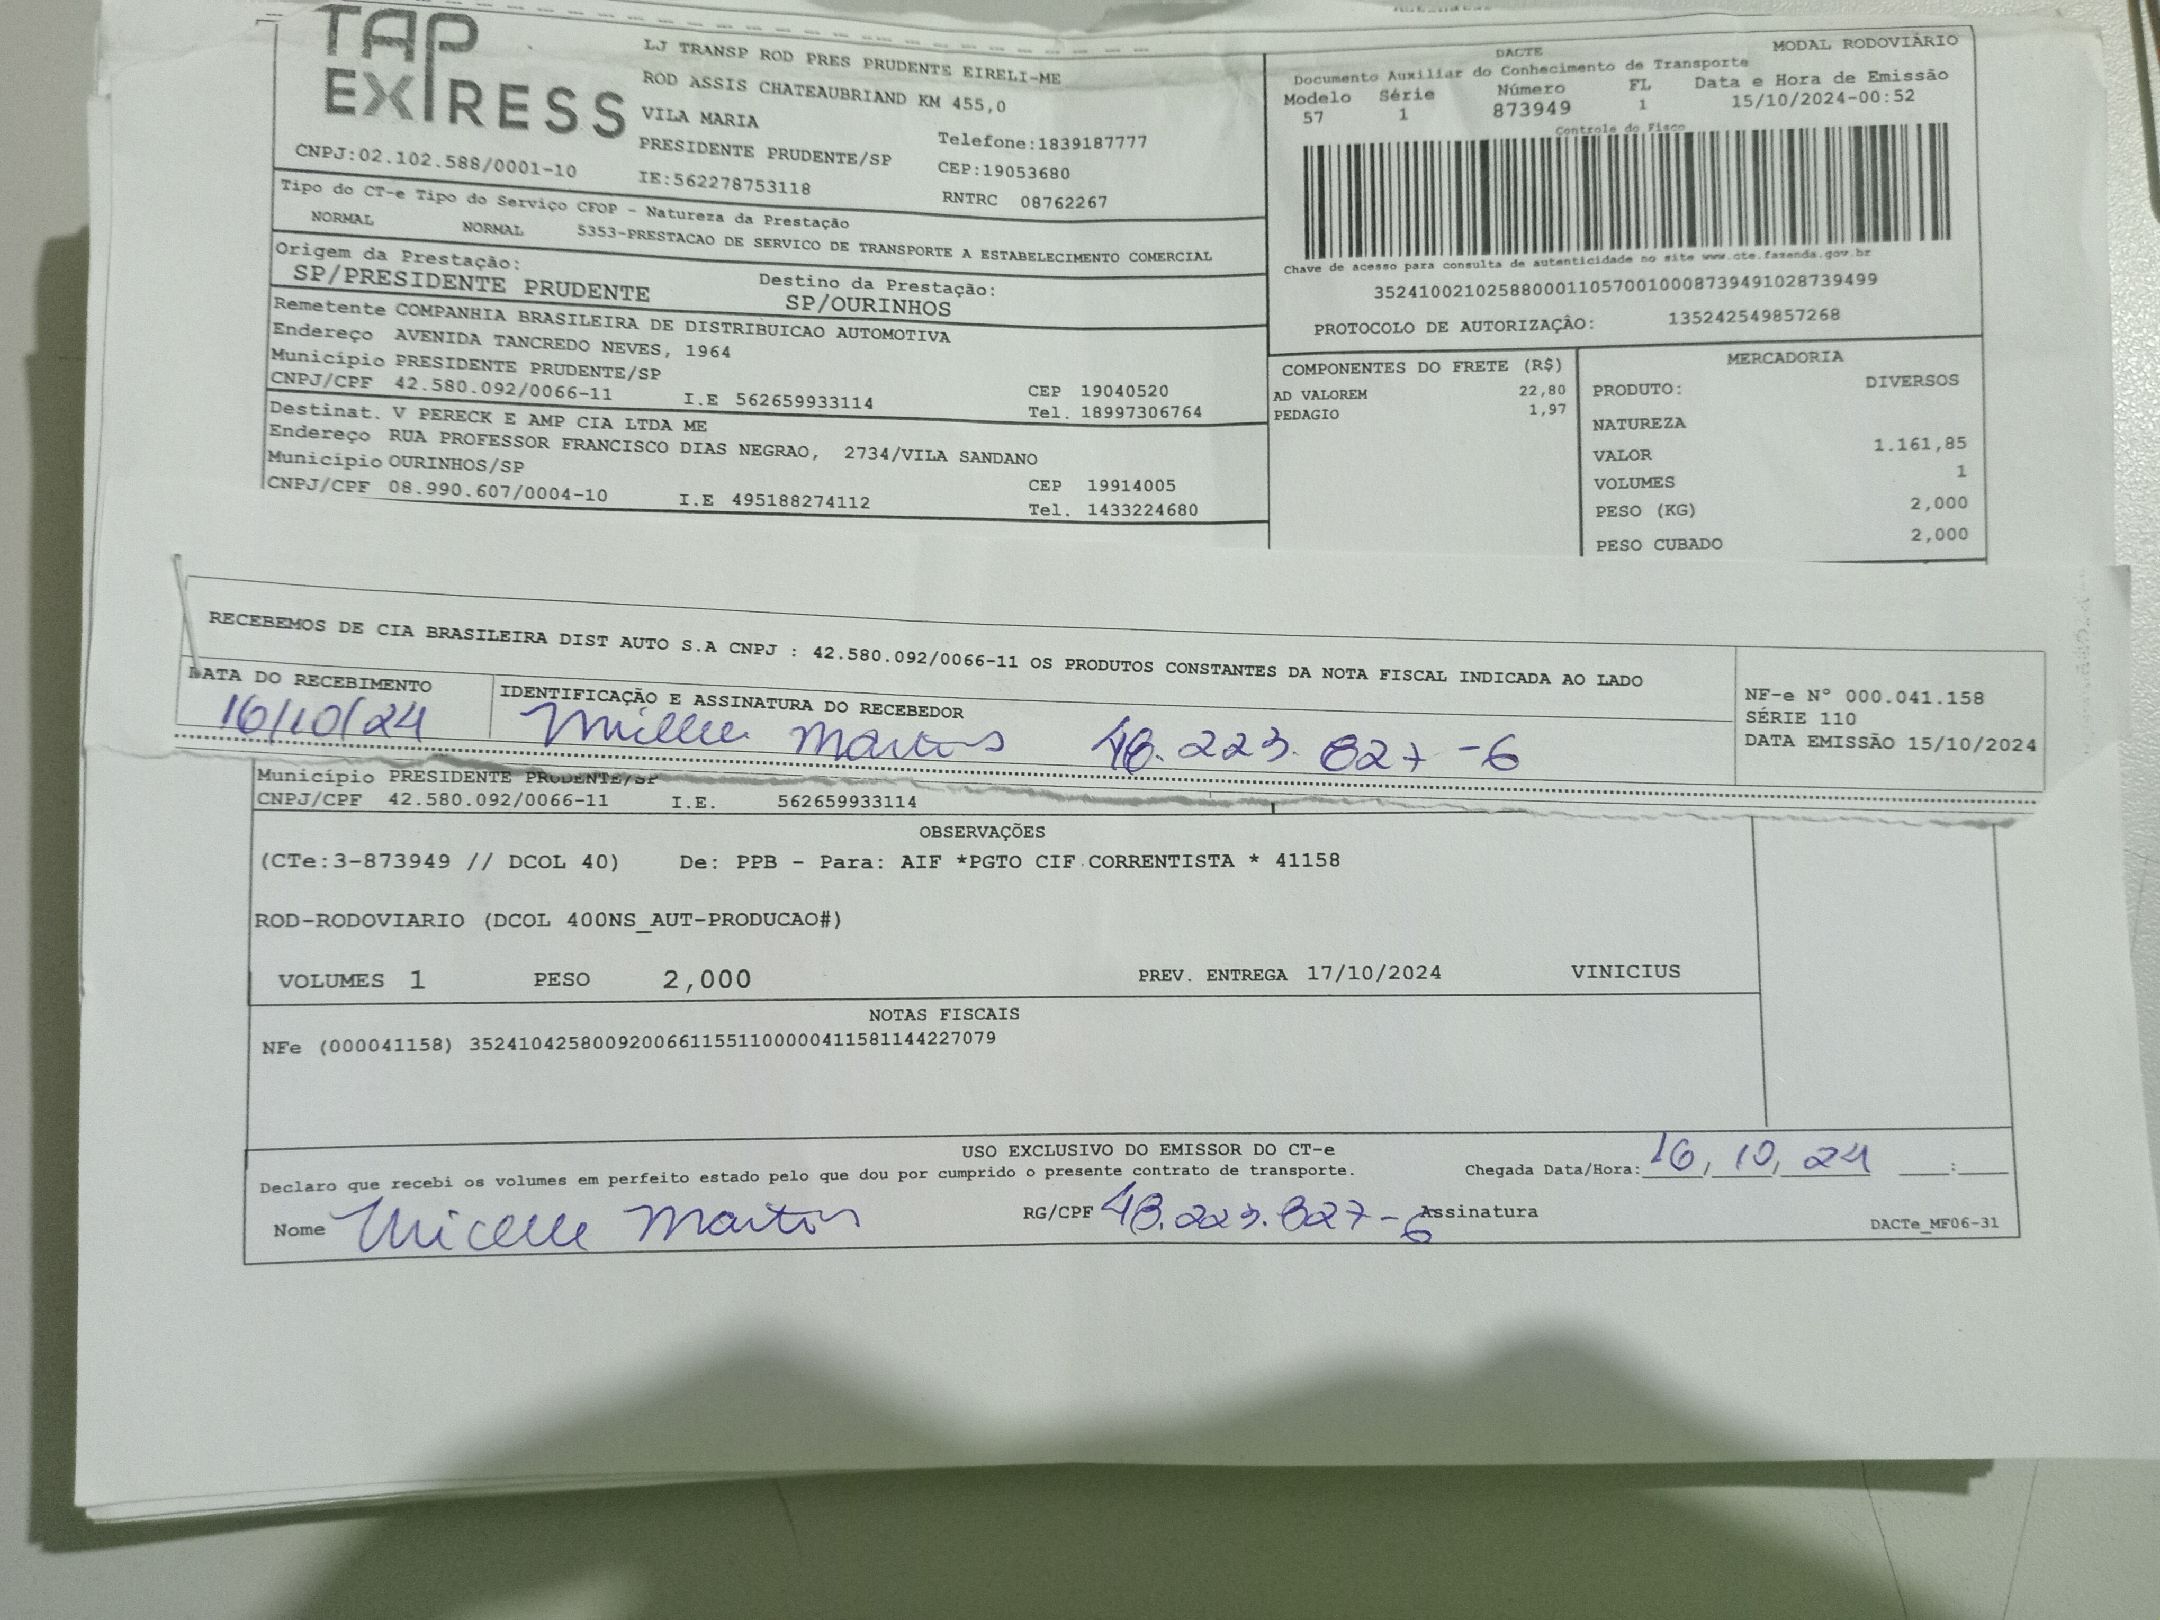 TAP EXPRESS
LJ TRANSP ROD PRES PRUDENTE EIRELI-ME
ROD ASSIS CHATEAUBRIAND KM 455,0
VILA MARIA
PRESIDENTE PRUDENTE/SP
Telefone:1839187777
CEP:19053680
CNPJ:02.102.588/0001-10
IE:562278753118
RNTRC 08762267
Tipo do CT-e Tipo do Serviço CFOP - Natureza da Prestação
NORMAL NORMAL 5353-PRESTACAO DE SERVICO DE TRANSPORTE A ESTABELECIMENTO COMERCIAL
Origem da Prestação:
SP/PRESIDENTE PRUDENTE
Destino da Prestação:
SP/OURINHOS
Remetente COMPANHIA BRASILEIRA DE DISTRIBUICAO AUTOMOTIVA
Endereço AVENIDA TANCREDO NEVES, 1964
Município PRESIDENTE PRUDENTE/SP
CEP 19040520
CNPJ/CPF 42.580.092/0066-11 I.E 562659933114 Tel. 18997306764
Destinat. V PERECK E AMP CIA LTDA ME
Endereço RUA PROFESSOR FRANCISCO DIAS NEGRAO, 2734/VILA SANDANO
Município OURINHOS/SP
CEP 19914005
CNPJ/CPF 08.990.607/0004-10 I.E 495188274112 Tel. 1433224680
DACTE MODAL RODOVIÁRIO
Documento Auxiliar do Conhecimento de Transporte
Modelo Série Número FL Data e Hora de Emissão
57 1 873949 1 15/10/2024-00:52
Controle do Fisco
Chave de acesso para consulta de autenticidade no site www.cte.fazenda.gov.br
35241002102588000110570010008739491028739499
PROTOCOLO DE AUTORIZAÇÃO: 135242549857268
COMPONENTES DO FRETE (R$)
AD VALOREM 22,80
PEDAGIO 1,97
MERCADORIA
PRODUTO: DIVERSOS
NATUREZA
VALOR 1.161,85
VOLUMES 1
PESO (KG) 2,000
PESO CUBADO 2,000
RECEBEMOS DE CIA BRASILEIRA DIST AUTO S.A CNPJ : 42.580.092/0066-11 OS PRODUTOS CONSTANTES DA NOTA FISCAL INDICADA AO LADO
DATA DO RECEBIMENTO
16/10/24
IDENTIFICAÇÃO E ASSINATURA DO RECEBEDOR
Martins 48.223.827-6
NF-e Nº 000.041.158
SÉRIE 110
DATA EMISSÃO 15/10/2024
Município PRESIDENTE PRUDENTE/SP
CNPJ/CPF 42.580.092/0066-11 I.E. 562659933114
OBSERVAÇÕES
(CTe:3-873949 // DCOL 40) De: PPB - Para: AIF *PGTO CIF CORRENTISTA * 41158
ROD-RODOVIARIO (DCOL 400NS_AUT-PRODUCAO#)
VOLUMES 1 PESO 2,000 PREV. ENTREGA 17/10/2024 VINICIUS
NOTAS FISCAIS
NFe (000041158) 35241042580092006611551100000411581144227079
USO EXCLUSIVO DO EMISSOR DO CT-e
Declaro que recebi os volumes em perfeito estado pelo que dou por cumprido o presente contrato de transporte.
Chegada Data/Hora: 16, 10, 24 :
Nome Martins RG/CPF 48.223.827-6 Assinatura
DACTe_MF06-31